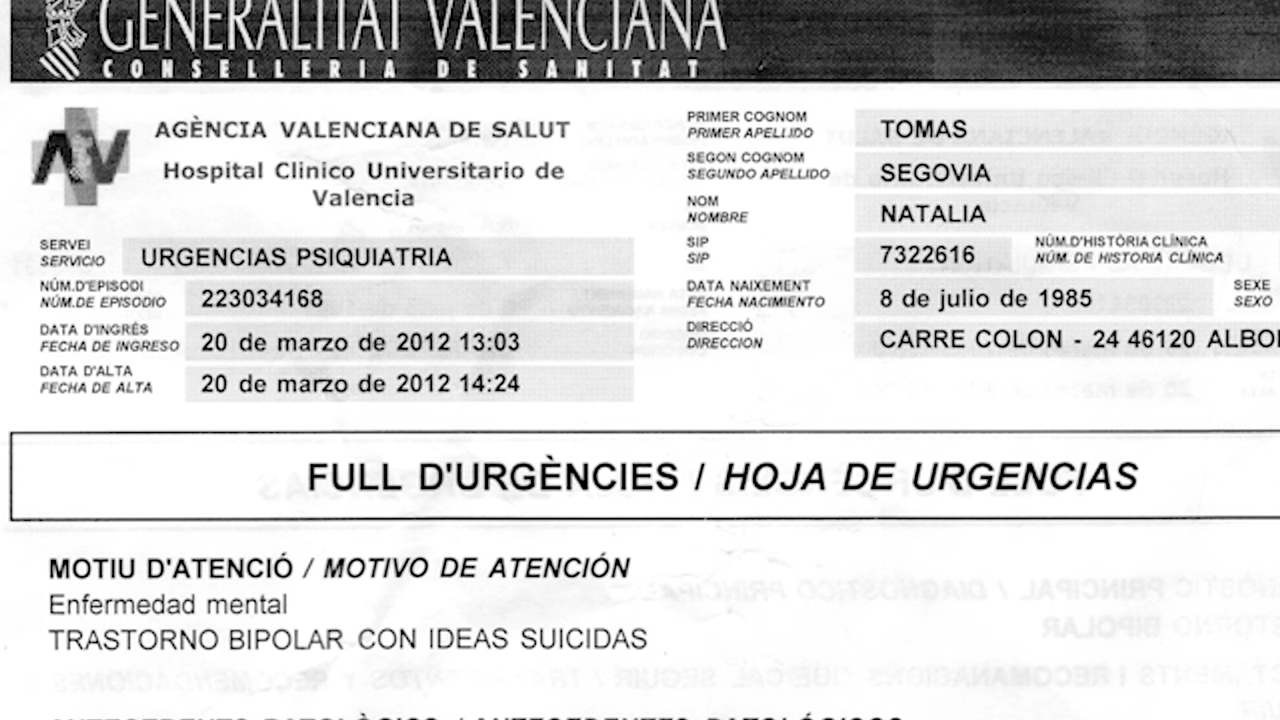 GENERALITAT VALENCIANA
CONSELLERIA DE SANITAT
AGÈNCIA VALENCIANA DE SALUT
Hospital Clinico Universitario de
Valencia
SERVEI
SERVICIO
URGENCIAS PSIQUIATRIA
NÚM.D'EPISODI
NÚM.DE EPISODIO
223034168
DATA D'INGRÉS
FECHA DE INGRESO
20 de marzo de 2012 13:03
DATA D'ALTA
FECHA DE ALTA
20 de marzo de 2012 14:24
PRIMER COGNOM
PRIMER APELLIDO
TOMAS
SEGON COGNOM
SEGUNDO APELLIDO
SEGOVIA
NOM
NOMBRE
NATALIA
SIP
SIP
7322616
NÚM.D'HISTÒRIA CLÍNICA
NÚM. DE HISTORIA CLÍNICA
DATA NAIXEMENT
FECHA NACIMIENTO
8 de julio de 1985
SEXE
SEXO
DIRECCIÓ
DIRECCION
CARRE COLON - 24 46120
FULL D'URGÈNCIES / HOJA DE URGENCIAS
MOTIU D'ATENCIÓ / MOTIVO DE ATENCIÓN
Enfermedad mental
TRASTORNO BIPOLAR CON IDEAS SUICIDAS